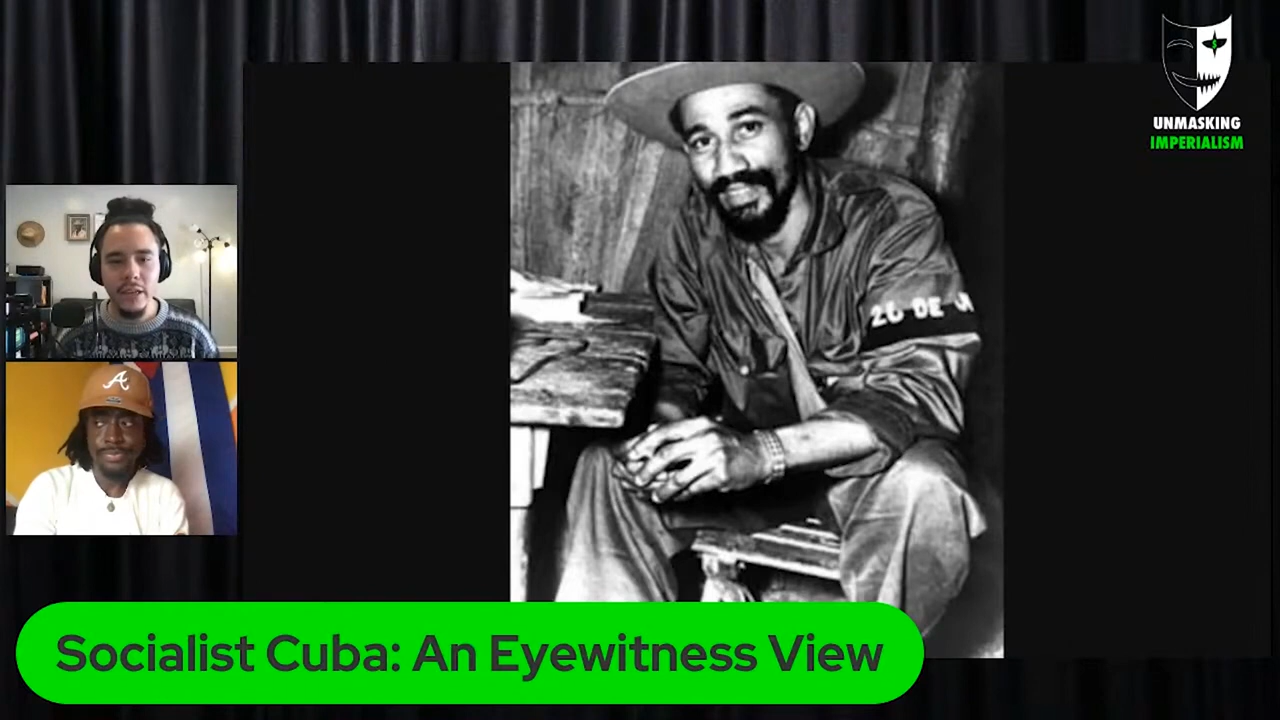 UNMASKING
IMPERIALISM
A
26 DE
Socialist Cuba: An Eyewitness View